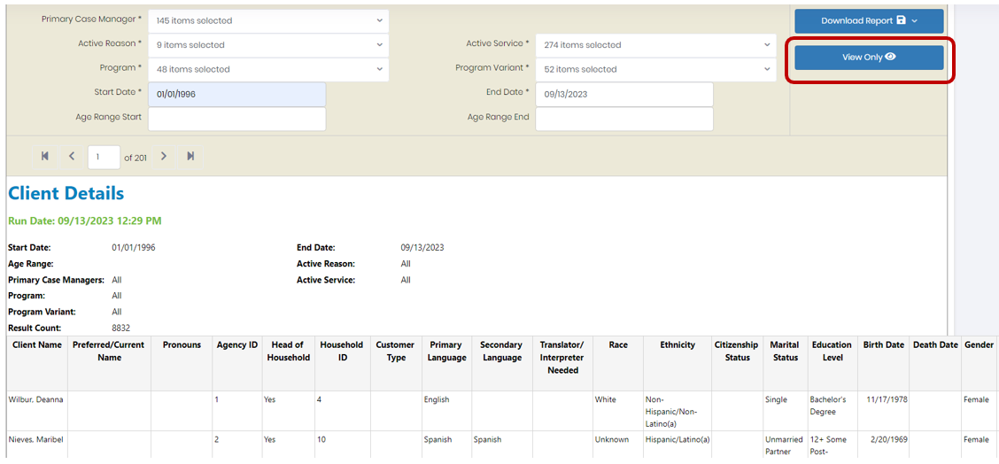 Primary Case Manager * 145 items selected Download Report
Active Reason * 9 items selected Active Service * 274 items selected
View Only
Program * 48 items selected Program Variant * 52 items selected
Start Date * 01/01/1996 End Date * 09/13/2023
Age Range Start Age Range End
1 of 201
Client Details
Run Date: 09/13/2023 12:29 PM
Start Date: 01/01/1996 End Date: 09/13/2023
Age Range: Active Reason: All
Primary Case Managers: All Active Service: All
Program: All
Program Variant: All
Result Count: 8832
Client Name Preferred/Current Pronouns Agency ID Head of Household Customer Primary Secondary Translator/ Race Ethnicity Citizenship Marital Education Birth Date Death Date Gender
Name Household ID Type Language Language Interpreter Status Status Level
Needed
Wilbur, Deanna 1 Yes 4 English White Non- Single Bachelor's 11/17/1978 Female
Hispanic/Non- Degree
Latino(a)
Nieves, Maribel 2 Yes 10 Spanish Spanish Unknown Hispanic/Latino(a) Unmarried 12+ Some 2/20/1969 Female
Partner Post-